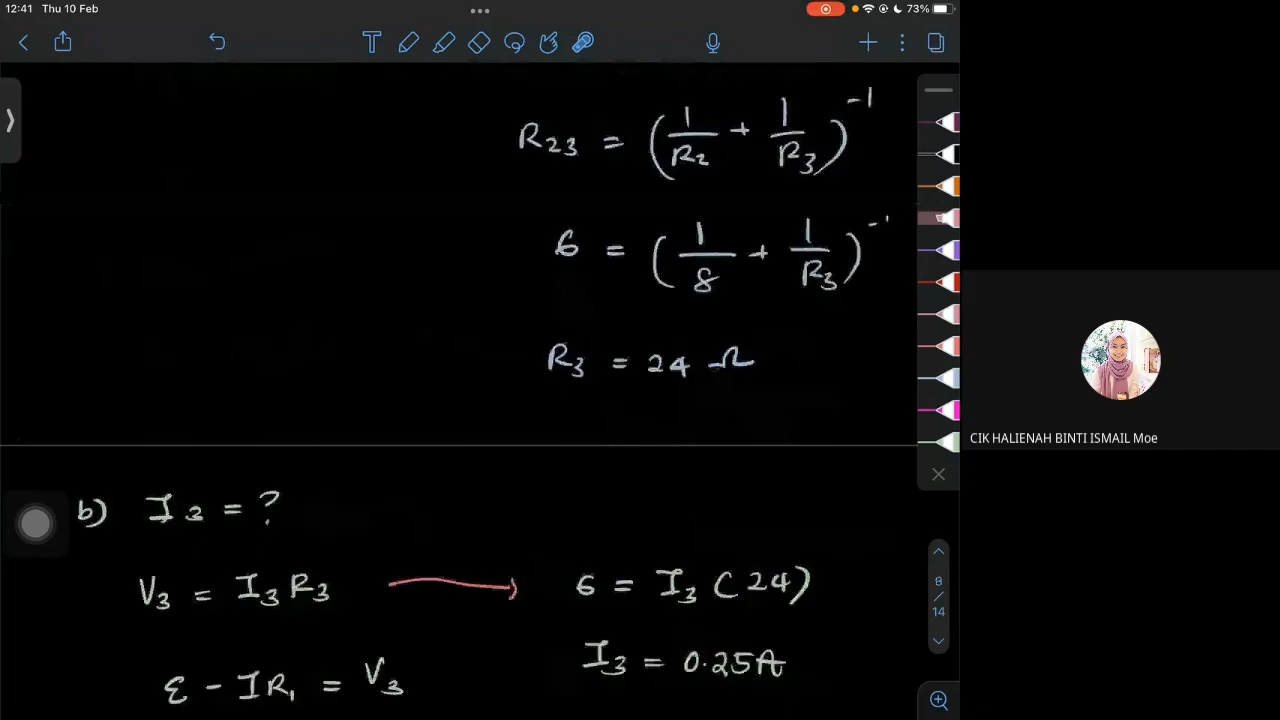 12:41 Thu 10 Feb
73%
T
R₂₃ = (1/R₂ + 1/R₃)⁻¹
6 = (1/8 + 1/R₃)⁻¹
R₃ = 24 Ω
b) I₃ = ?
V₃ = I₃R₃ → 6 = I₃(24)
I₃ = 0.25A
ε - IR₁ = V₃
8 / 14
CIK HALIENAH BINTI ISMAIL Moe